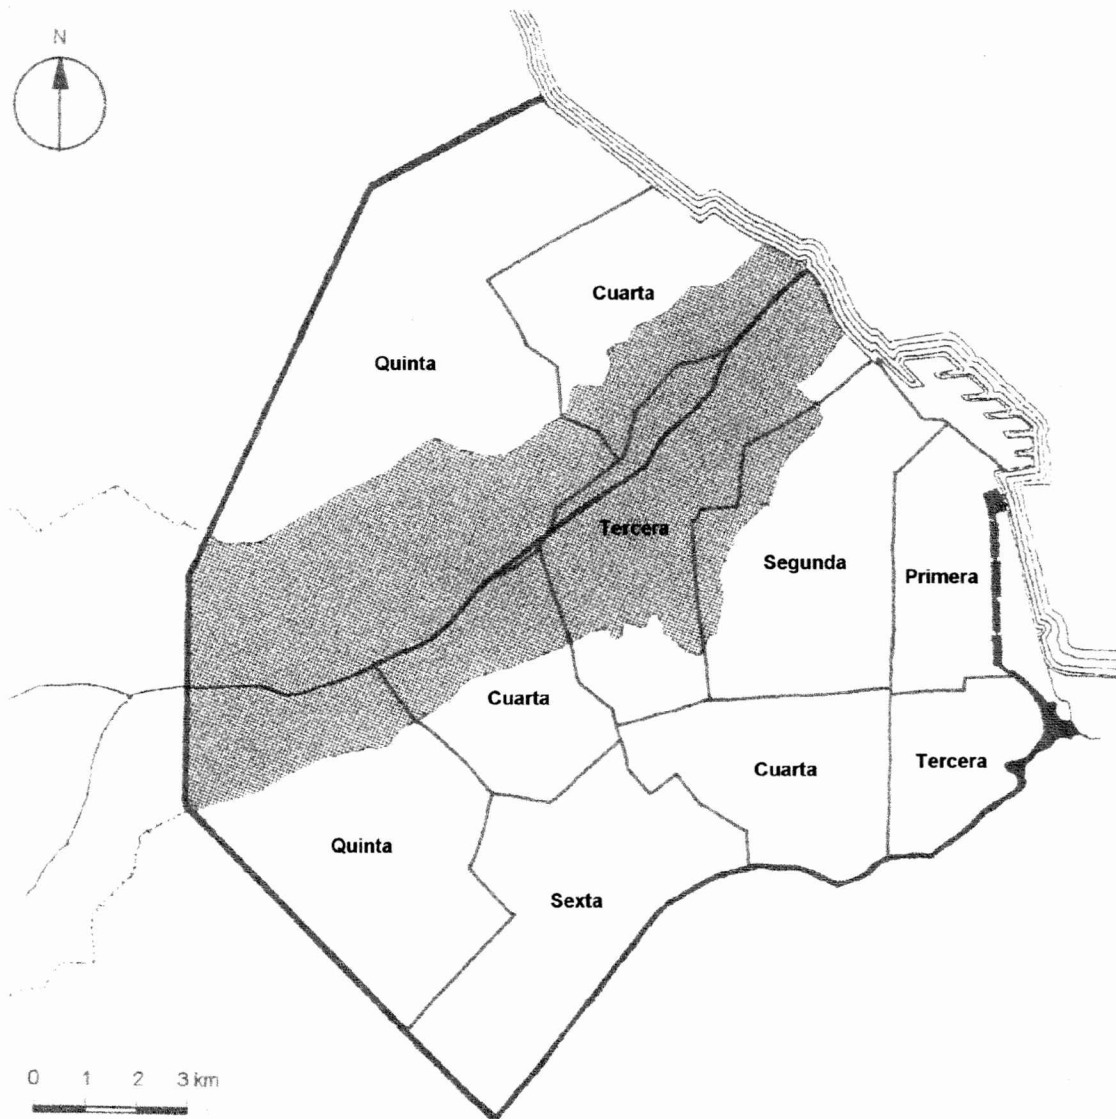 N
Cuarta
Quinta
Tercera
Segunda
Primera
Cuarta
Cuarta
Tercera
Quinta
Sexta
0 1 2 3 km